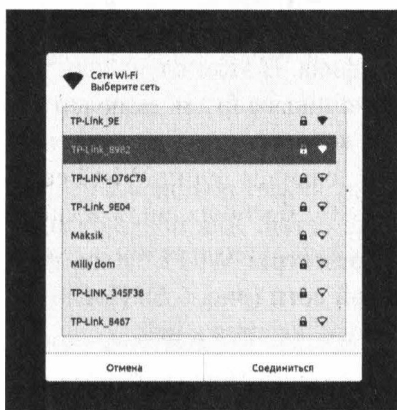 Сети Wi-Fi
Выберите сеть
TP-Link_9E
TP-Link_8982
TP-LINK_D76C78
TP-Link_9E04
Maksik
Milly dom
TP-LINK_345F38
TP-Link_8467
Отмена
Соединиться